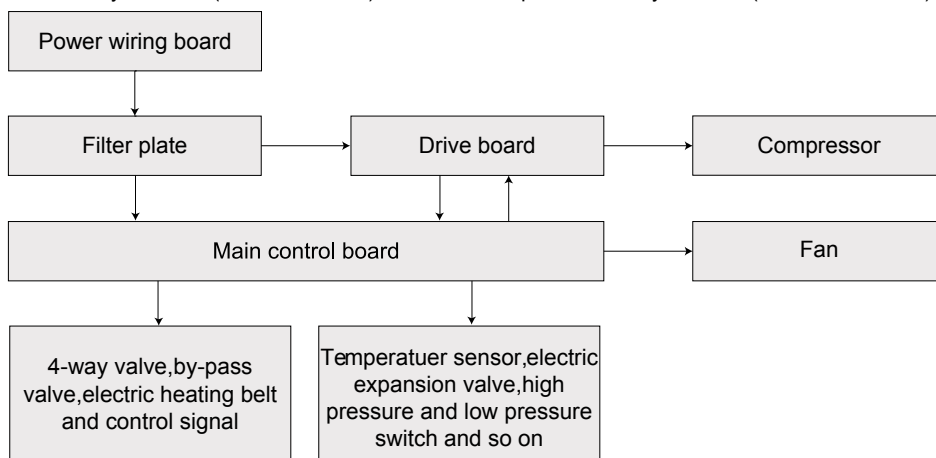 Power wiring board
Filter plate
Drive board
Compressor
Main control board
Fan
4-way valve,by-pass
valve,electric heating belt
and control signal
Temperatuer sensor,electric
expansion valve,high
pressure and low pressure
switch and so on